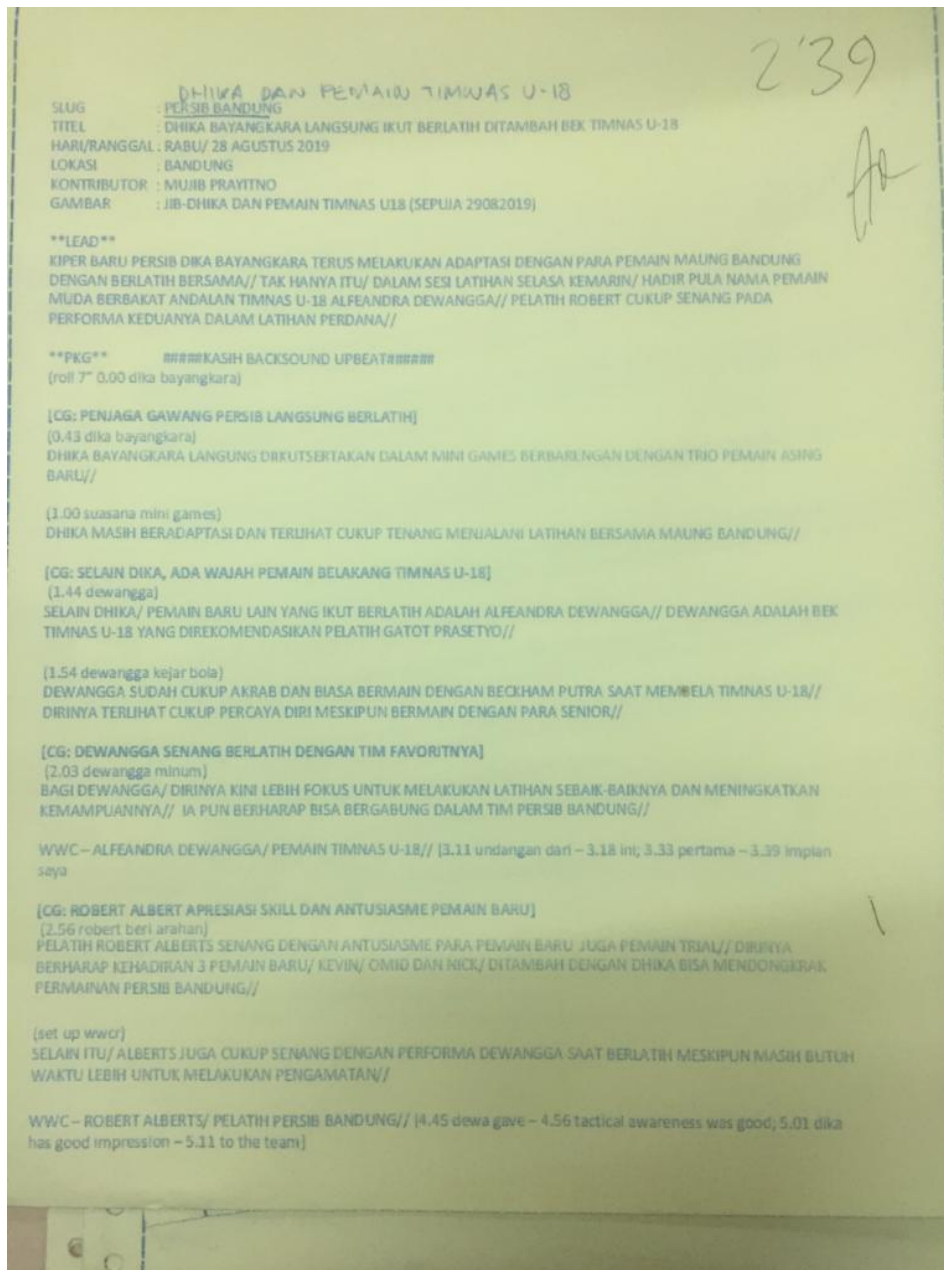 2'39
DHIKA DAN PEMAIN TIMNAS U-18
SLUG : PERSIB BANDUNG
TITEL : DHIKA BAYANGKARA LANGSUNG IKUT BERLATIH DITAMBAH BEK TIMNAS U-18
HARI/RANGGAL : RABU/ 28 AGUSTUS 2019
LOKASI : BANDUNG
KONTRIBUTOR : MUJIB PRAYITNO
GAMBAR : JIB-DHIKA DAN PEMAIN TIMNAS U18 (SEPUJA 29082019)
**LEAD**
KIPER BARU PERSIB DIKA BAYANGKARA TERUS MELAKUKAN ADAPTASI DENGAN PARA PEMAIN MAUNG BANDUNG
DENGAN BERLATIH BERSAMA// TAK HANYA ITU/ DALAM SESI LATIHAN SELASA KEMARIN/ HADIR PULA NAMA PEMAIN
MUDA BERBAKAT ANDALAN TIMNAS U-18 ALFEANDRA DEWANGGA// PELATIH ROBERT CUKUP SENANG PADA
PERFORMA KEDUANYA DALAM LATIHAN PERDANA//
**PKG** #####KASIH BACKSOUND UPBEAT######
(roll 7" 0.00 dika bayangkara)
[CG: PENJAGA GAWANG PERSIB LANGSUNG BERLATIH]
(0.43 dika bayangkara)
DHIKA BAYANGKARA LANGUNG DIIKUTSERTAKAN DALAM MINI GAMES BERBARENGAN DENGAN TRIO PEMAIN ASING
BARU//
(1.00 suasana mini games)
DHIKA MASIH BERADAPTASI DAN TERLIHAT CUKUP TENANG MENJALANI LATIHAN BERSAMA MAUNG BANDUNG//
[CG: SELAIN DIKA, ADA WAJAH PEMAIN BELAKANG TIMNAS U-18]
(1.44 dewangga)
SELAIN DHIKA/ PEMAIN BARU LAIN YANG IKUT BERLATIH ADALAH ALFEANDRA DEWANGGA// DEWANGGA ADALAH BEK
TIMNAS U-18 YANG DIREKOMENDASIKAN PELATIH GATOT PRASETYO//
(1.54 dewangga kejar bola)
DEWANGGA SUDAH CUKUP AKRAB DAN BIASA BERMAIN DENGAN BECKHAM PUTRA SAAT MEMBELA TIMNAS U-18//
DIRINYA TERLIHAT CUKUP PERCAYA DIRI MESKIPUN BERMAIN DENGAN PARA SENIOR//
[CG: DEWANGGA SENANG BERLATIH DENGAN TIM FAVORITNYA]
(2.03 dewangga minum)
BAGI DEWANGGA/ DIRINYA KINI LEBIH FOKUS UNTUK MELAKUKAN LATIHAN SEBAIK-BAIKNYA DAN MENINGKATKAN
KEMAMPUANNYA// IA PUN BERHARAP BISA BERGABUNG DALAM TIM PERSIB BANDUNG//
WWC – ALFEANDRA DEWANGGA/ PEMAIN TIMNAS U-18// [3.11 undangan dari – 3.18 ini; 3.33 pertama – 3.39 impian
saya
[CG: ROBERT ALBERT APRESIASI SKILL DAN ANTUSIASME PEMAIN BARU]
(2.56 robert beri arahan)
PELATIH ROBERT ALBERTS SENANG DENGAN ANTUSIASME PARA PEMAIN BARU JUGA PEMAIN TRIAL// DIRINYA
BERHARAP KEHADIRAN 3 PEMAIN BARU/ KEVIN/ OMID DAN NICK/ DITAMBAH DENGAN DHIKA BISA MENDONGKRAK
PERMAINAN PERSIB BANDUNG//
(set up wwcr)
SELAIN ITU/ ALBERTS JUGA CUKUP SENANG DENGAN PERFORMA DEWANGGA SAAT BERLATIH MESKIPUN MASIH BUTUH
WAKTU LEBIH UNTUK MELAKUKAN PENGAMATAN//
WWC – ROBERT ALBERTS/ PELATIH PERSIB BANDUNG// [4.45 dewa gave – 4.56 tactical awareness was good; 5.01 dika
has good impression – 5.11 to the team]